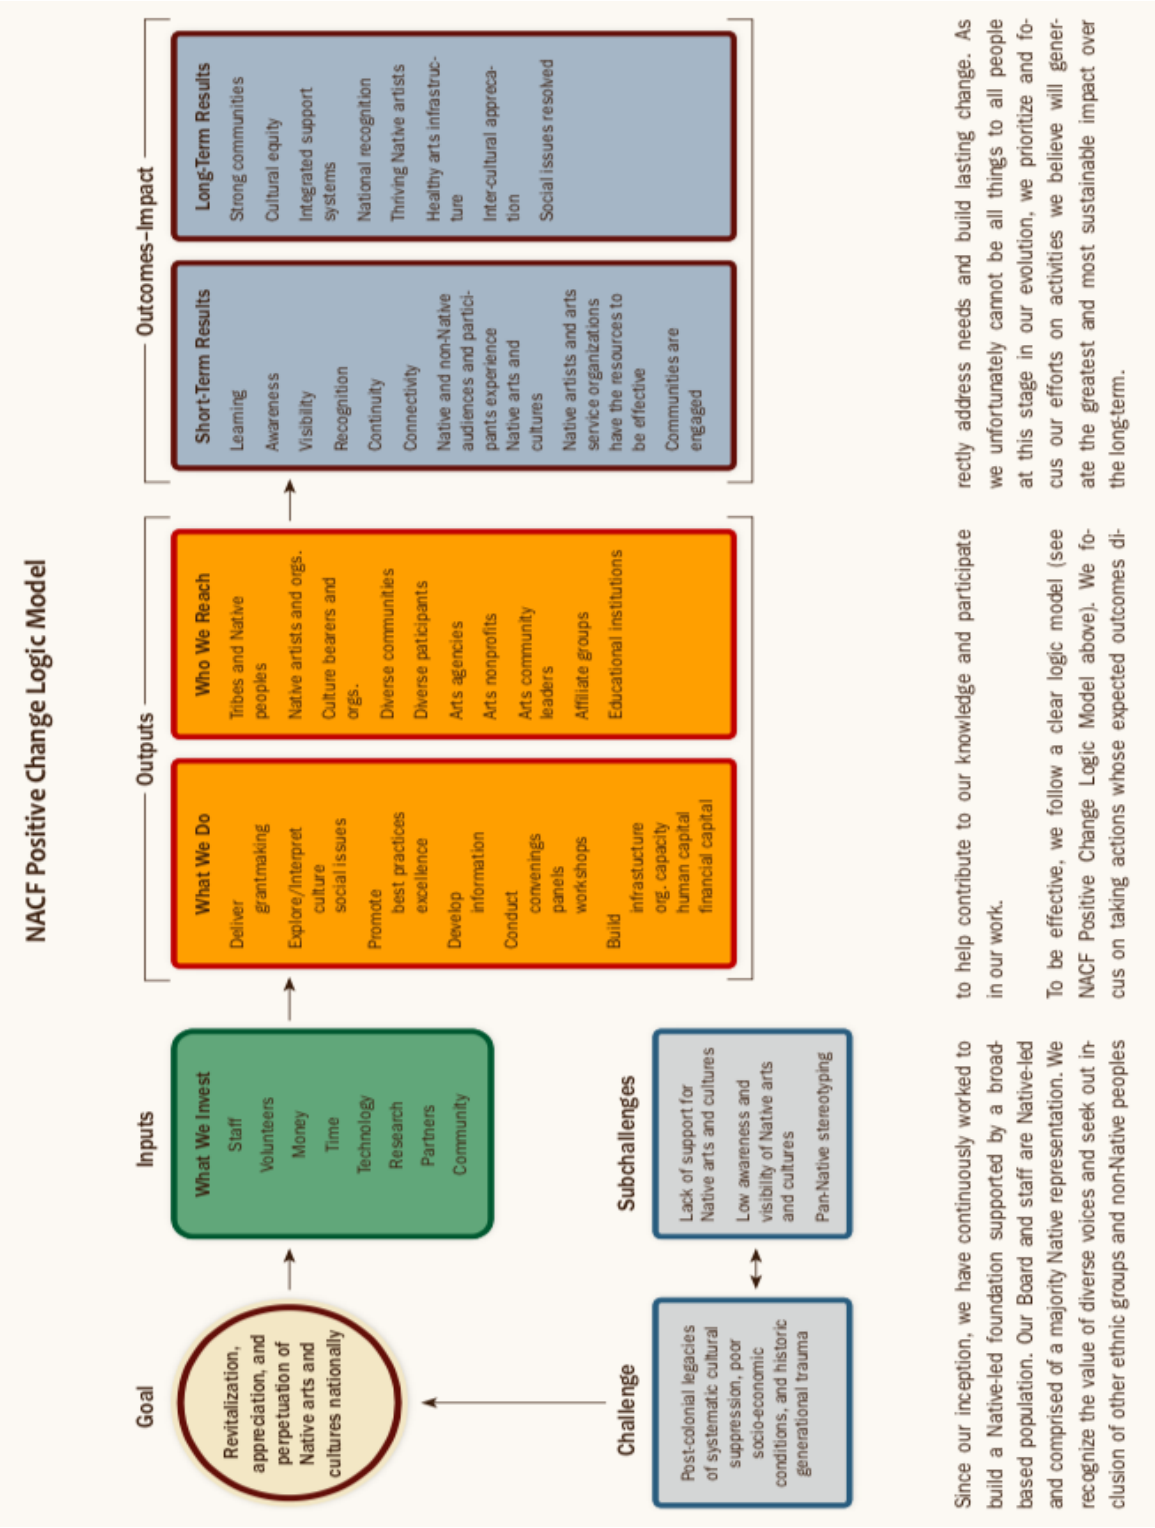 NACF Positive Change Logic Model
Goal
Revitalization,
appreciation, and
perpetuation of
Native arts and
cultures nationally
Challenge
Post-colonial legacies
of systematic cultural
suppression, poor
socio-economic
conditions, and historic
generational trauma
Subchallenges
Lack of support for
Native arts and cultures
Low awareness and
visibility of Native arts
and cultures
Pan-Native stereotyping
Inputs
What We Invest
Staff
Volunteers
Money
Time
Technology
Research
Partners
Community
Outputs
What We Do
Deliver
grantmaking
Explore/Interpret
culture
social issues
Promote
best practices
excellence
Develop
information
Conduct
convenings
panels
workshops
Build
infrastucture
org. capacity
human capital
financial capital
Who We Reach
Tribes and Native
peoples
Native artists and orgs.
Culture bearers and
orgs.
Diverse communities
Diverse paticipants
Arts agencies
Arts nonprofits
Arts community
leaders
Affiliate groups
Educational institutions
Outcomes–Impact
Short-Term Results
Learning
Awareness
Visibility
Recognition
Continuity
Connectivity
Native and non-Native
audiences and partici-
pants experience
Native arts and
cultures
Native artists and arts
service organizations
have the resources to
be effective
Communities are
engaged
Long-Term Results
Strong communities
Cultural equity
Integrated support
systems
National recognition
Thriving Native artists
Healthy arts infrastruc-
ture
Inter-cultural appreca-
tion
Social issues resolved
Since our inception, we have continuously worked to
build a Native-led foundation supported by a broad-
based population. Our Board and staff are Native-led
and comprised of a majority Native representation. We
recognize the value of diverse voices and seek out in-
clusion of other ethnic groups and non-Native peoples
to help contribute to our knowledge and participate
in our work.
To be effective, we follow a clear logic model (see
NACF Positive Change Logic Model above). We fo-
cus on taking actions whose expected outcomes di-
rectly address needs and build lasting change. As
we unfortunately cannot be all things to all people
at this stage in our evolution, we prioritize and fo-
cus our efforts on activities we believe will gener-
ate the greatest and most sustainable impact over
the long-term.